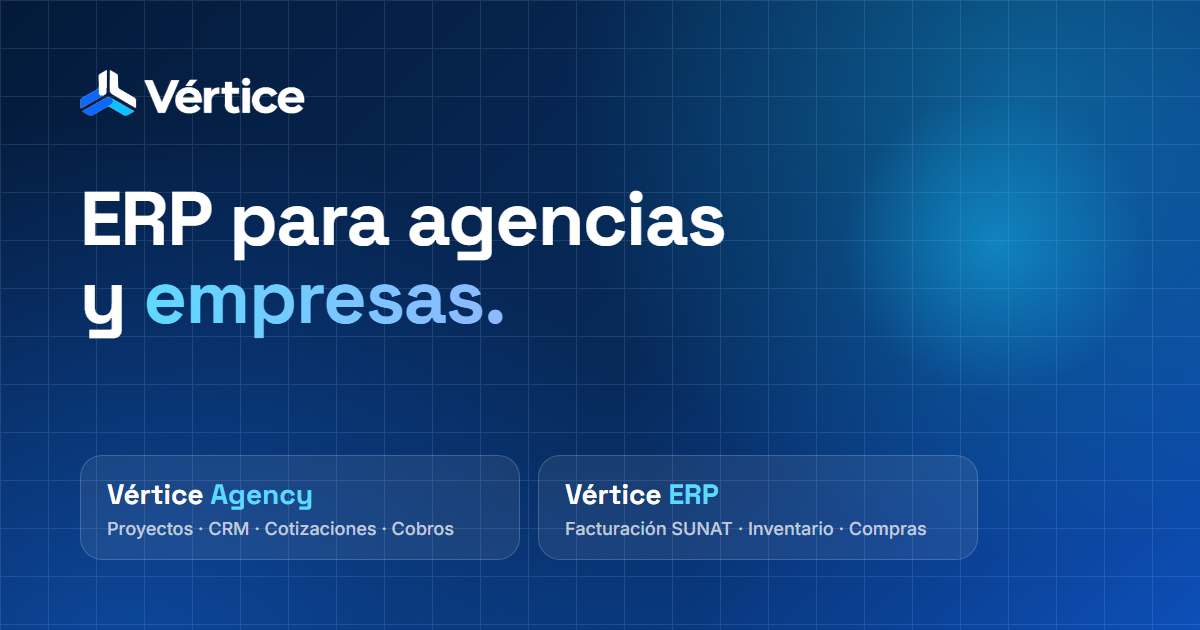 Vértice
ERP para agencias
y empresas.
Vértice Agency
Proyectos · CRM · Cotizaciones · Cobros
Vértice ERP
Facturación SUNAT · Inventario · Compras